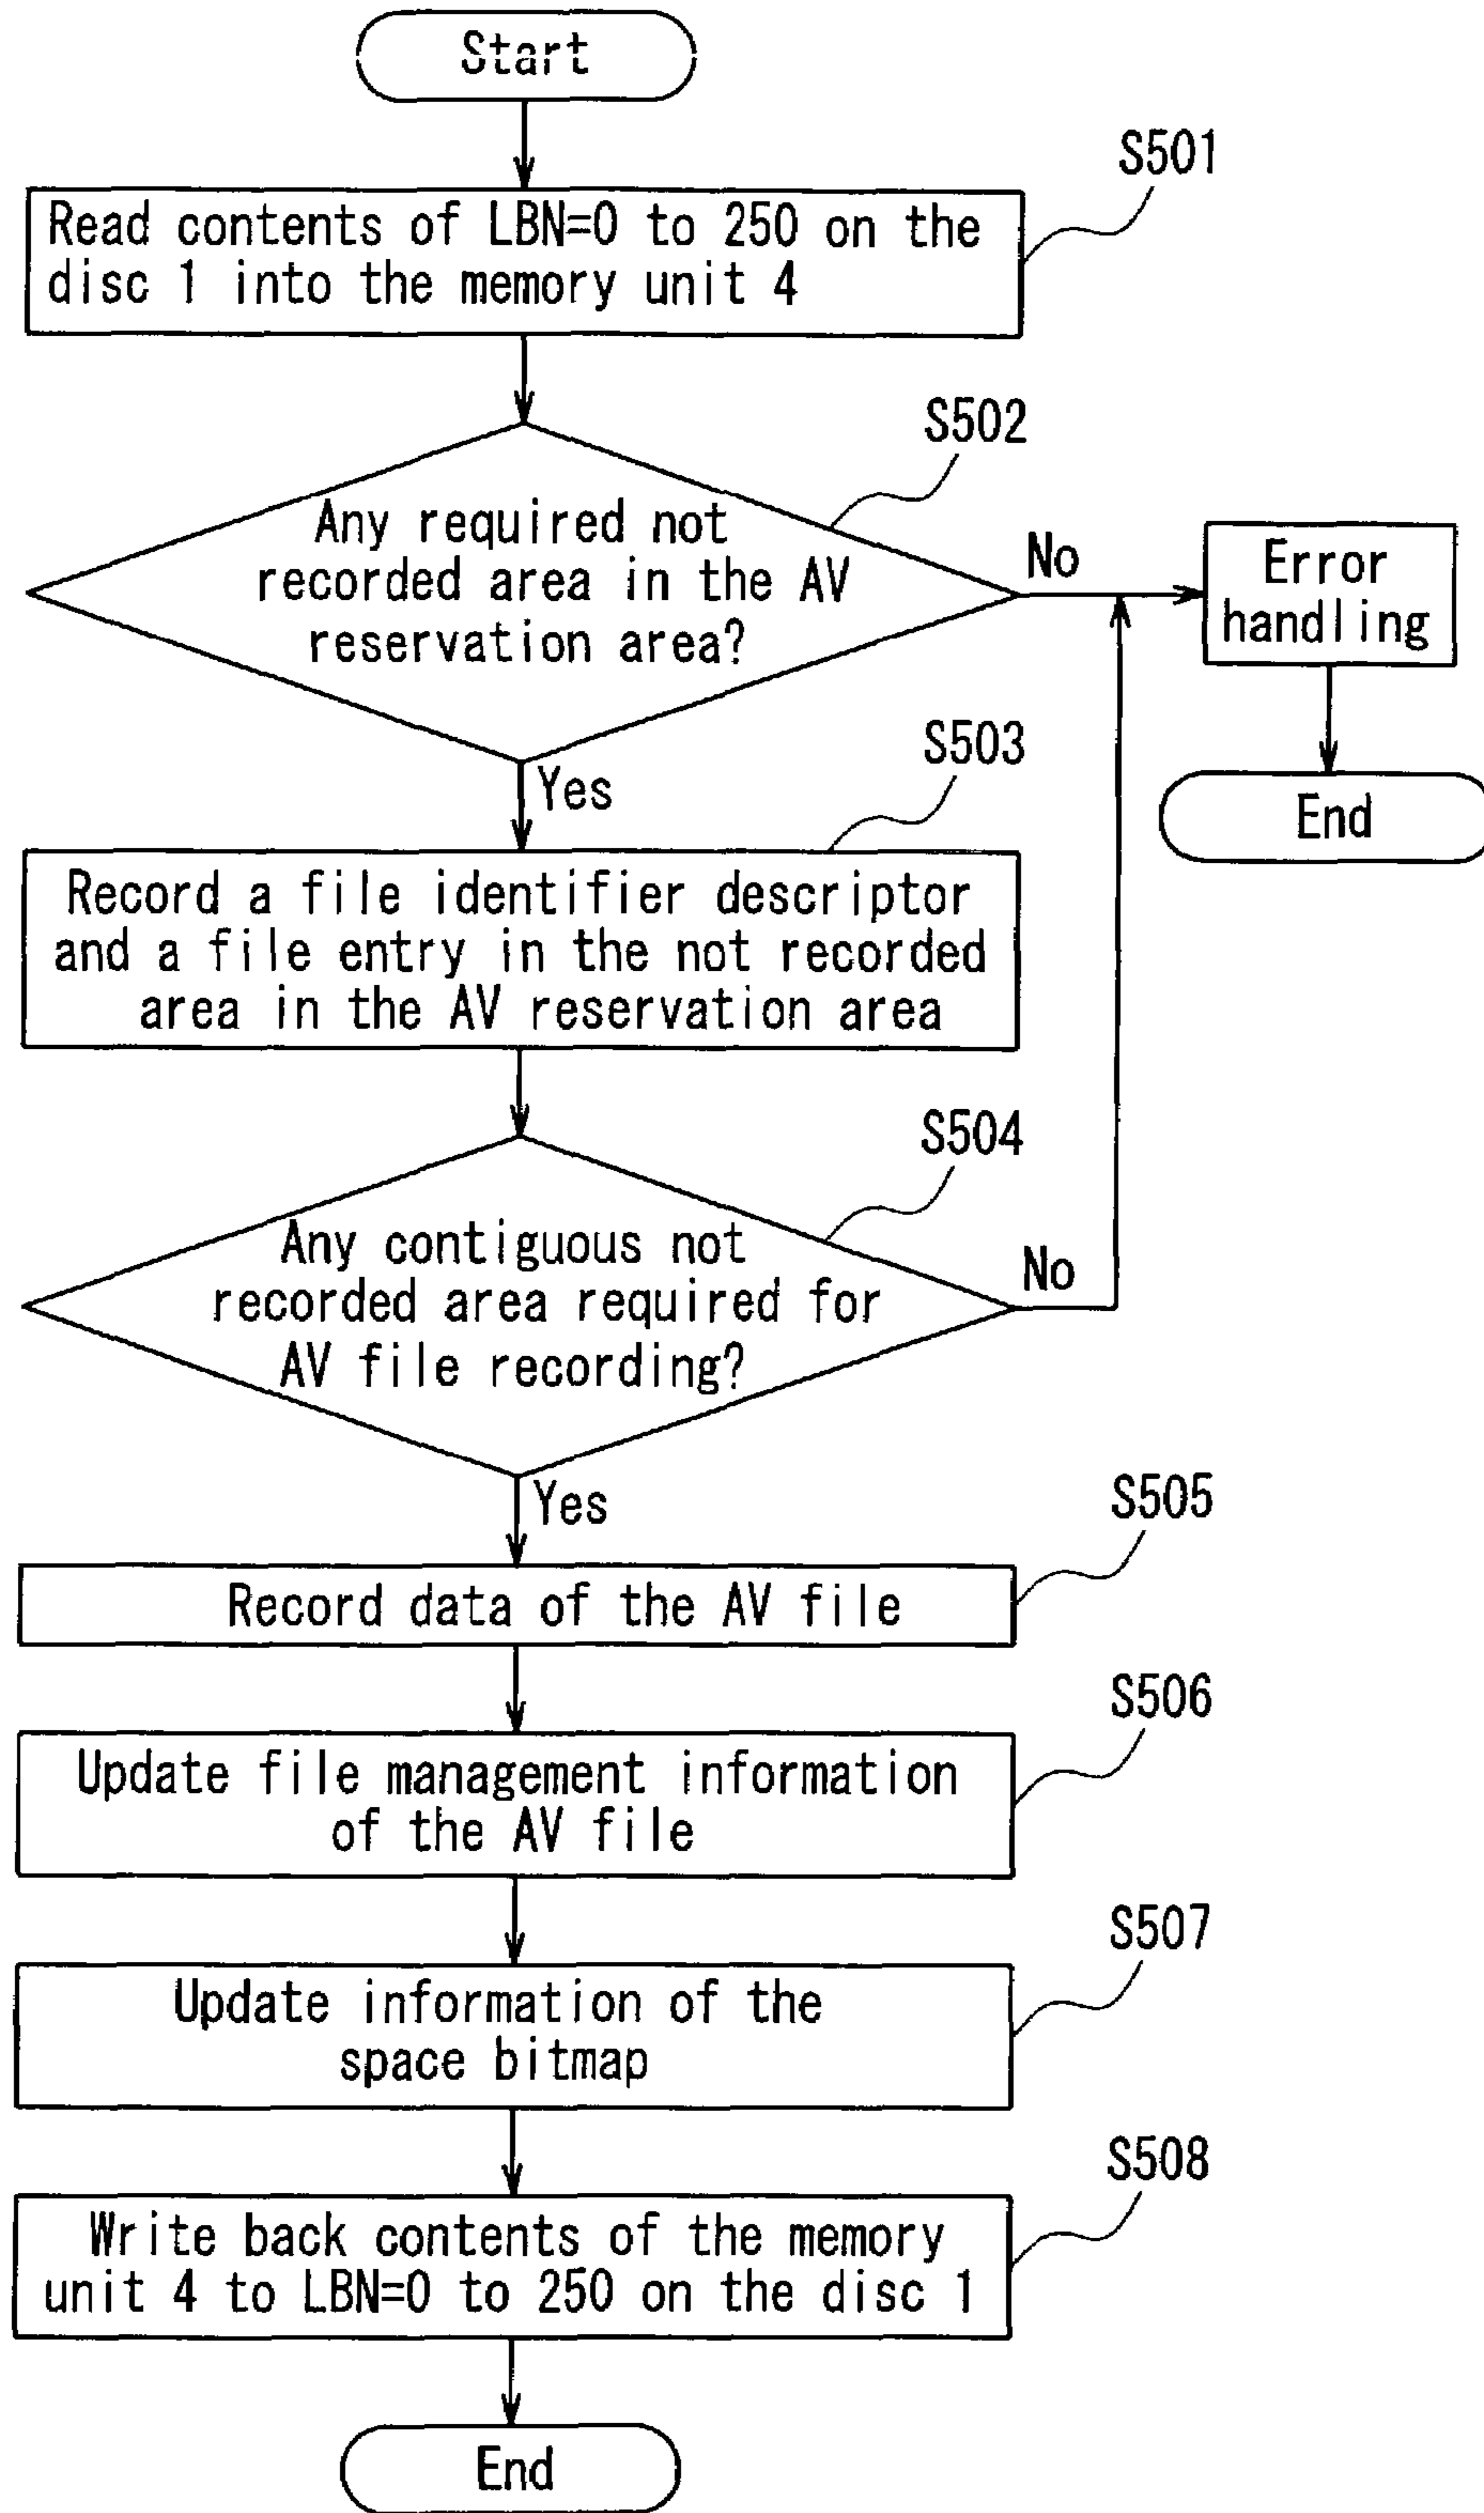 Start
S501
Read contents of LBN=0 to 250 on the
disc 1 into the memory unit 4
S502
Any required not
recorded area in the AV
reservation area?
No
Error
handling
End
Yes
S503
Record a file identifier descriptor
and a file entry in the not recorded
area in the AV reservation area
S504
Any contiguous not
recorded area required for
AV file recording?
No
Yes
S505
Record data of the AV file
S506
Update file management information
of the AV file
S507
Update information of the
space bitmap
S508
Write back contents of the memory
unit 4 to LBN=0 to 250 on the disc 1
End